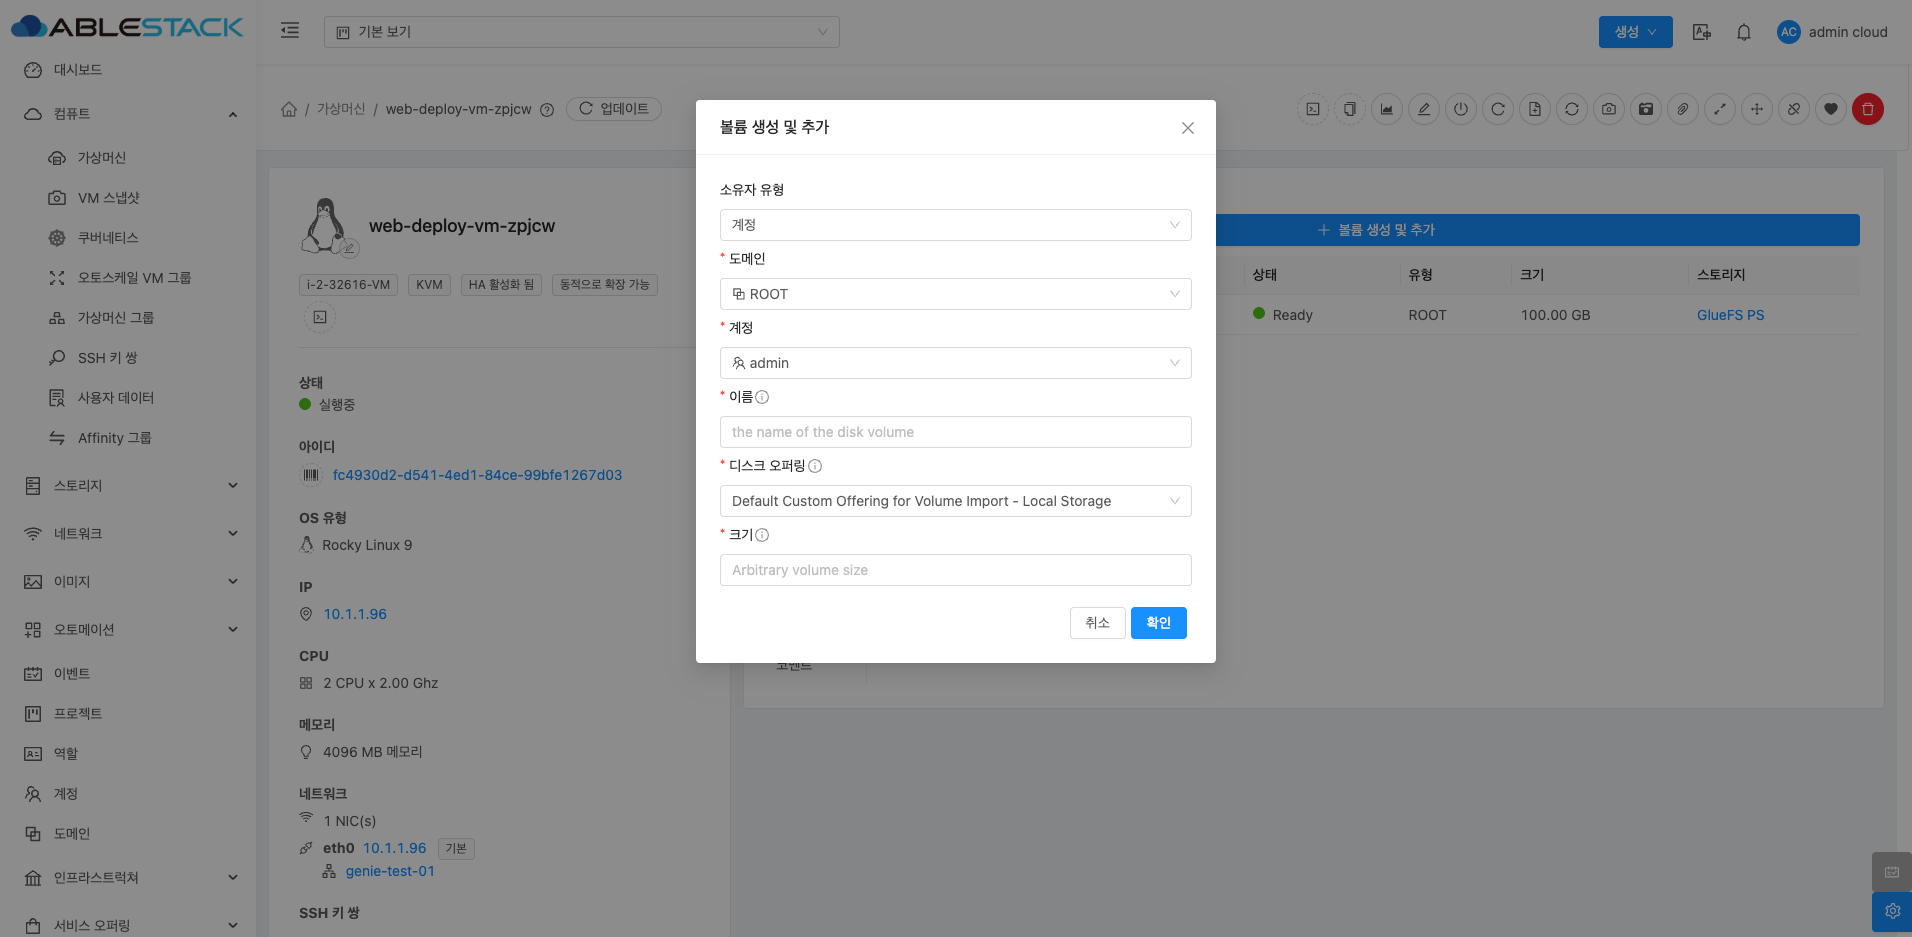 ABLESTACK
기본 보기
생성
AC
admin cloud
대시보드
컴퓨트
가상머신
VM 스냅샷
쿠버네티스
오토스케일 VM 그룹
가상머신 그룹
SSH 키 쌍
사용자 데이터
Affinity 그룹
스토리지
네트워크
이미지
오토메이션
이벤트
프로젝트
역할
계정
도메인
인프라스트럭쳐
서비스 오퍼링
/ 가상머신 / web-deploy-vm-zpjcw
업데이트
web-deploy-vm-zpjcw
i-2-32616-VM
KVM
HA 활성화 됨
동적으로 확장 가능
상태
실행중
아이디
fc4930d2-d541-4ed1-84ce-99bfe1267d03
OS 유형
Rocky Linux 9
IP
10.1.1.96
CPU
2 CPU x 2.00 Ghz
메모리
4096 MB 메모리
네트워크
1 NIC(s)
eth0 10.1.1.96 기본
genie-test-01
SSH 키 쌍
볼륨 생성 및 추가
소유자 유형
계정
* 도메인
ROOT
* 계정
admin
* 이름
the name of the disk volume
* 디스크 오퍼링
Default Custom Offering for Volume Import - Local Storage
* 크기
Arbitrary volume size
취소
확인
볼륨 생성 및 추가
상태 유형 크기 스토리지
Ready ROOT 100.00 GB GlueFS PS
코멘트